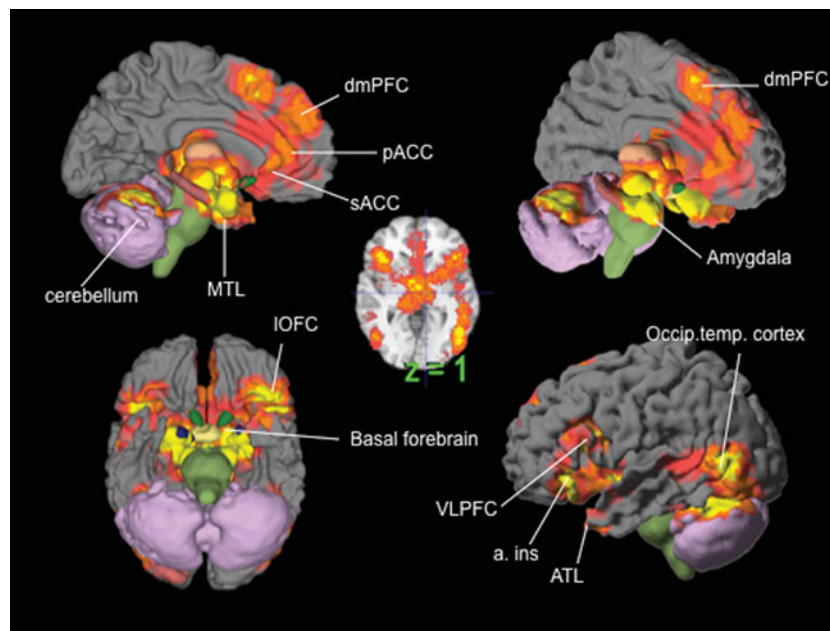 dmPFC
dmPFC
pACC
sACC
Amygdala
MTL
cerebellum
lOFC
Occip.temp. cortex
z = 1
Basal forebrain
VLPFC
a. ins
ATL